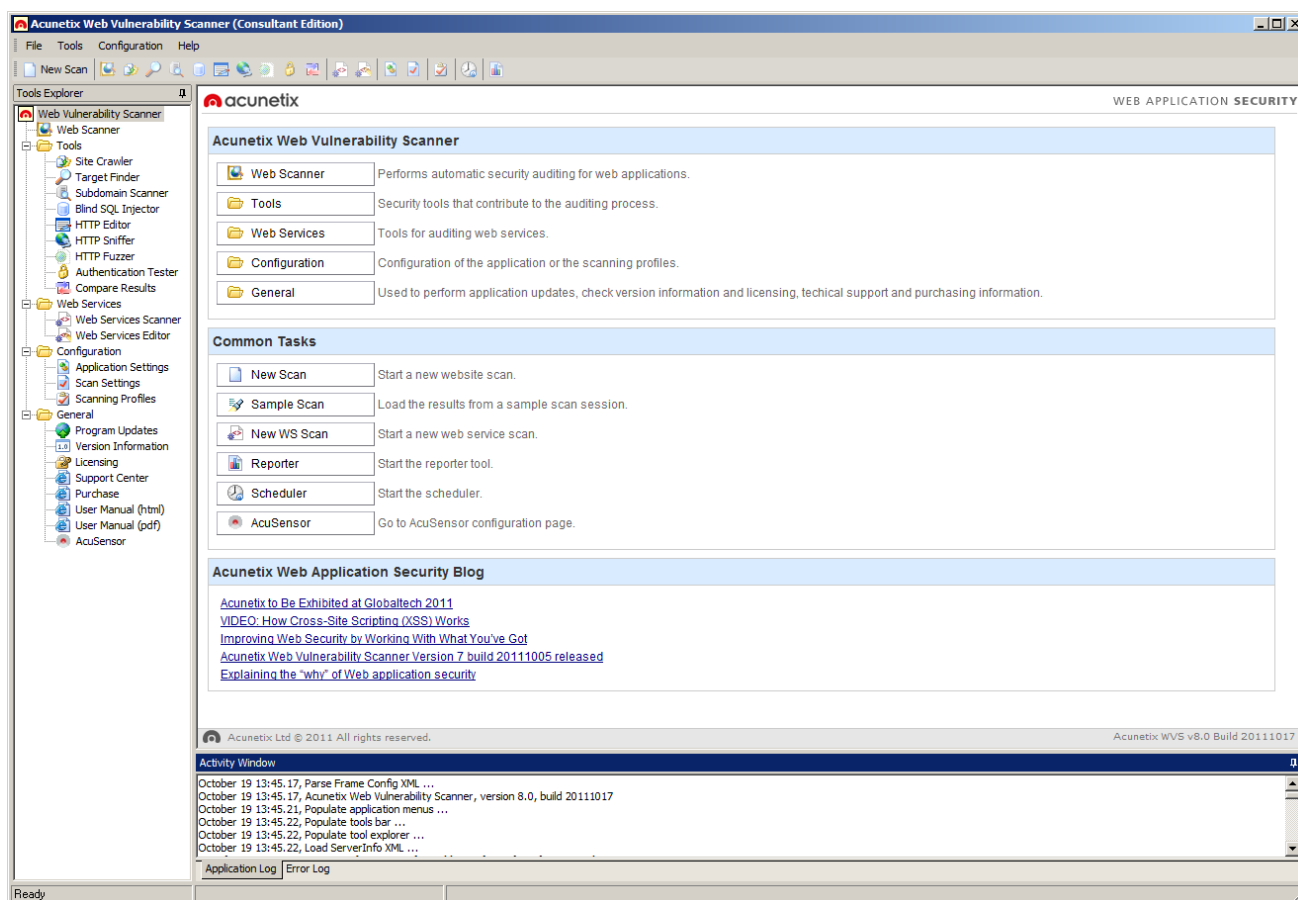 Acunetix Web Vulnerability Scanner (Consultant Edition)
File Tools Configuration Help
New Scan
Tools Explorer
Web Vulnerability Scanner
Web Scanner
Tools
Site Crawler
Target Finder
Subdomain Scanner
Blind SQL Injector
HTTP Editor
HTTP Sniffer
HTTP Fuzzer
Authentication Tester
Compare Results
Web Services
Web Services Scanner
Web Services Editor
Configuration
Application Settings
Scan Settings
Scanning Profiles
General
Program Updates
1.0 Version Information
Licensing
Support Center
Purchase
User Manual (html)
User Manual (pdf)
AcuSensor
acunetix WEB APPLICATION SECURITY
Acunetix Web Vulnerability Scanner
Web Scanner Performs automatic security auditing for web applications.
Tools Security tools that contribute to the auditing process.
Web Services Tools for auditing web services.
Configuration Configuration of the application or the scanning profiles.
General Used to perform application updates, check version information and licensing, techical support and purchasing information.
Common Tasks
New Scan Start a new website scan.
Sample Scan Load the results from a sample scan session.
New WS Scan Start a new web service scan.
Reporter Start the reporter tool.
Scheduler Start the scheduler.
AcuSensor Go to AcuSensor configuration page.
Acunetix Web Application Security Blog
Acunetix to Be Exhibited at Globaltech 2011
VIDEO: How Cross-Site Scripting (XSS) Works
Improving Web Security by Working With What You've Got
Acunetix Web Vulnerability Scanner Version 7 build 20111005 released
Explaining the “why” of Web application security
Acunetix Ltd © 2011 All rights reserved. Acunetix WVS v8.0 Build 20111017
Activity Window
October 19 13:45.17, Parse Frame Config XML ...
October 19 13:45.17, Acunetix Web Vulnerability Scanner, version 8.0, build 20111017
October 19 13:45.21, Populate application menus ...
October 19 13:45.22, Populate tools bar ...
October 19 13:45.22, Populate tool explorer ...
October 19 13:45.22, Load ServerInfo XML ...
Application Log Error Log
Ready